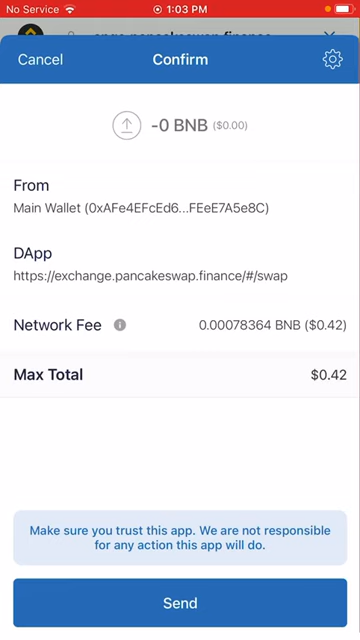 No Service 1:03 PM
Cancel Confirm
-0 BNB ($0.00)
From
Main Wallet (0xAFe4EFcEd6...FEeE7A5e8C)
DApp
https://exchange.pancakeswap.finance/#/swap
Network Fee 0.00078364 BNB ($0.42)
Max Total $0.42
Make sure you trust this app. We are not responsible
for any action this app will do.
Send